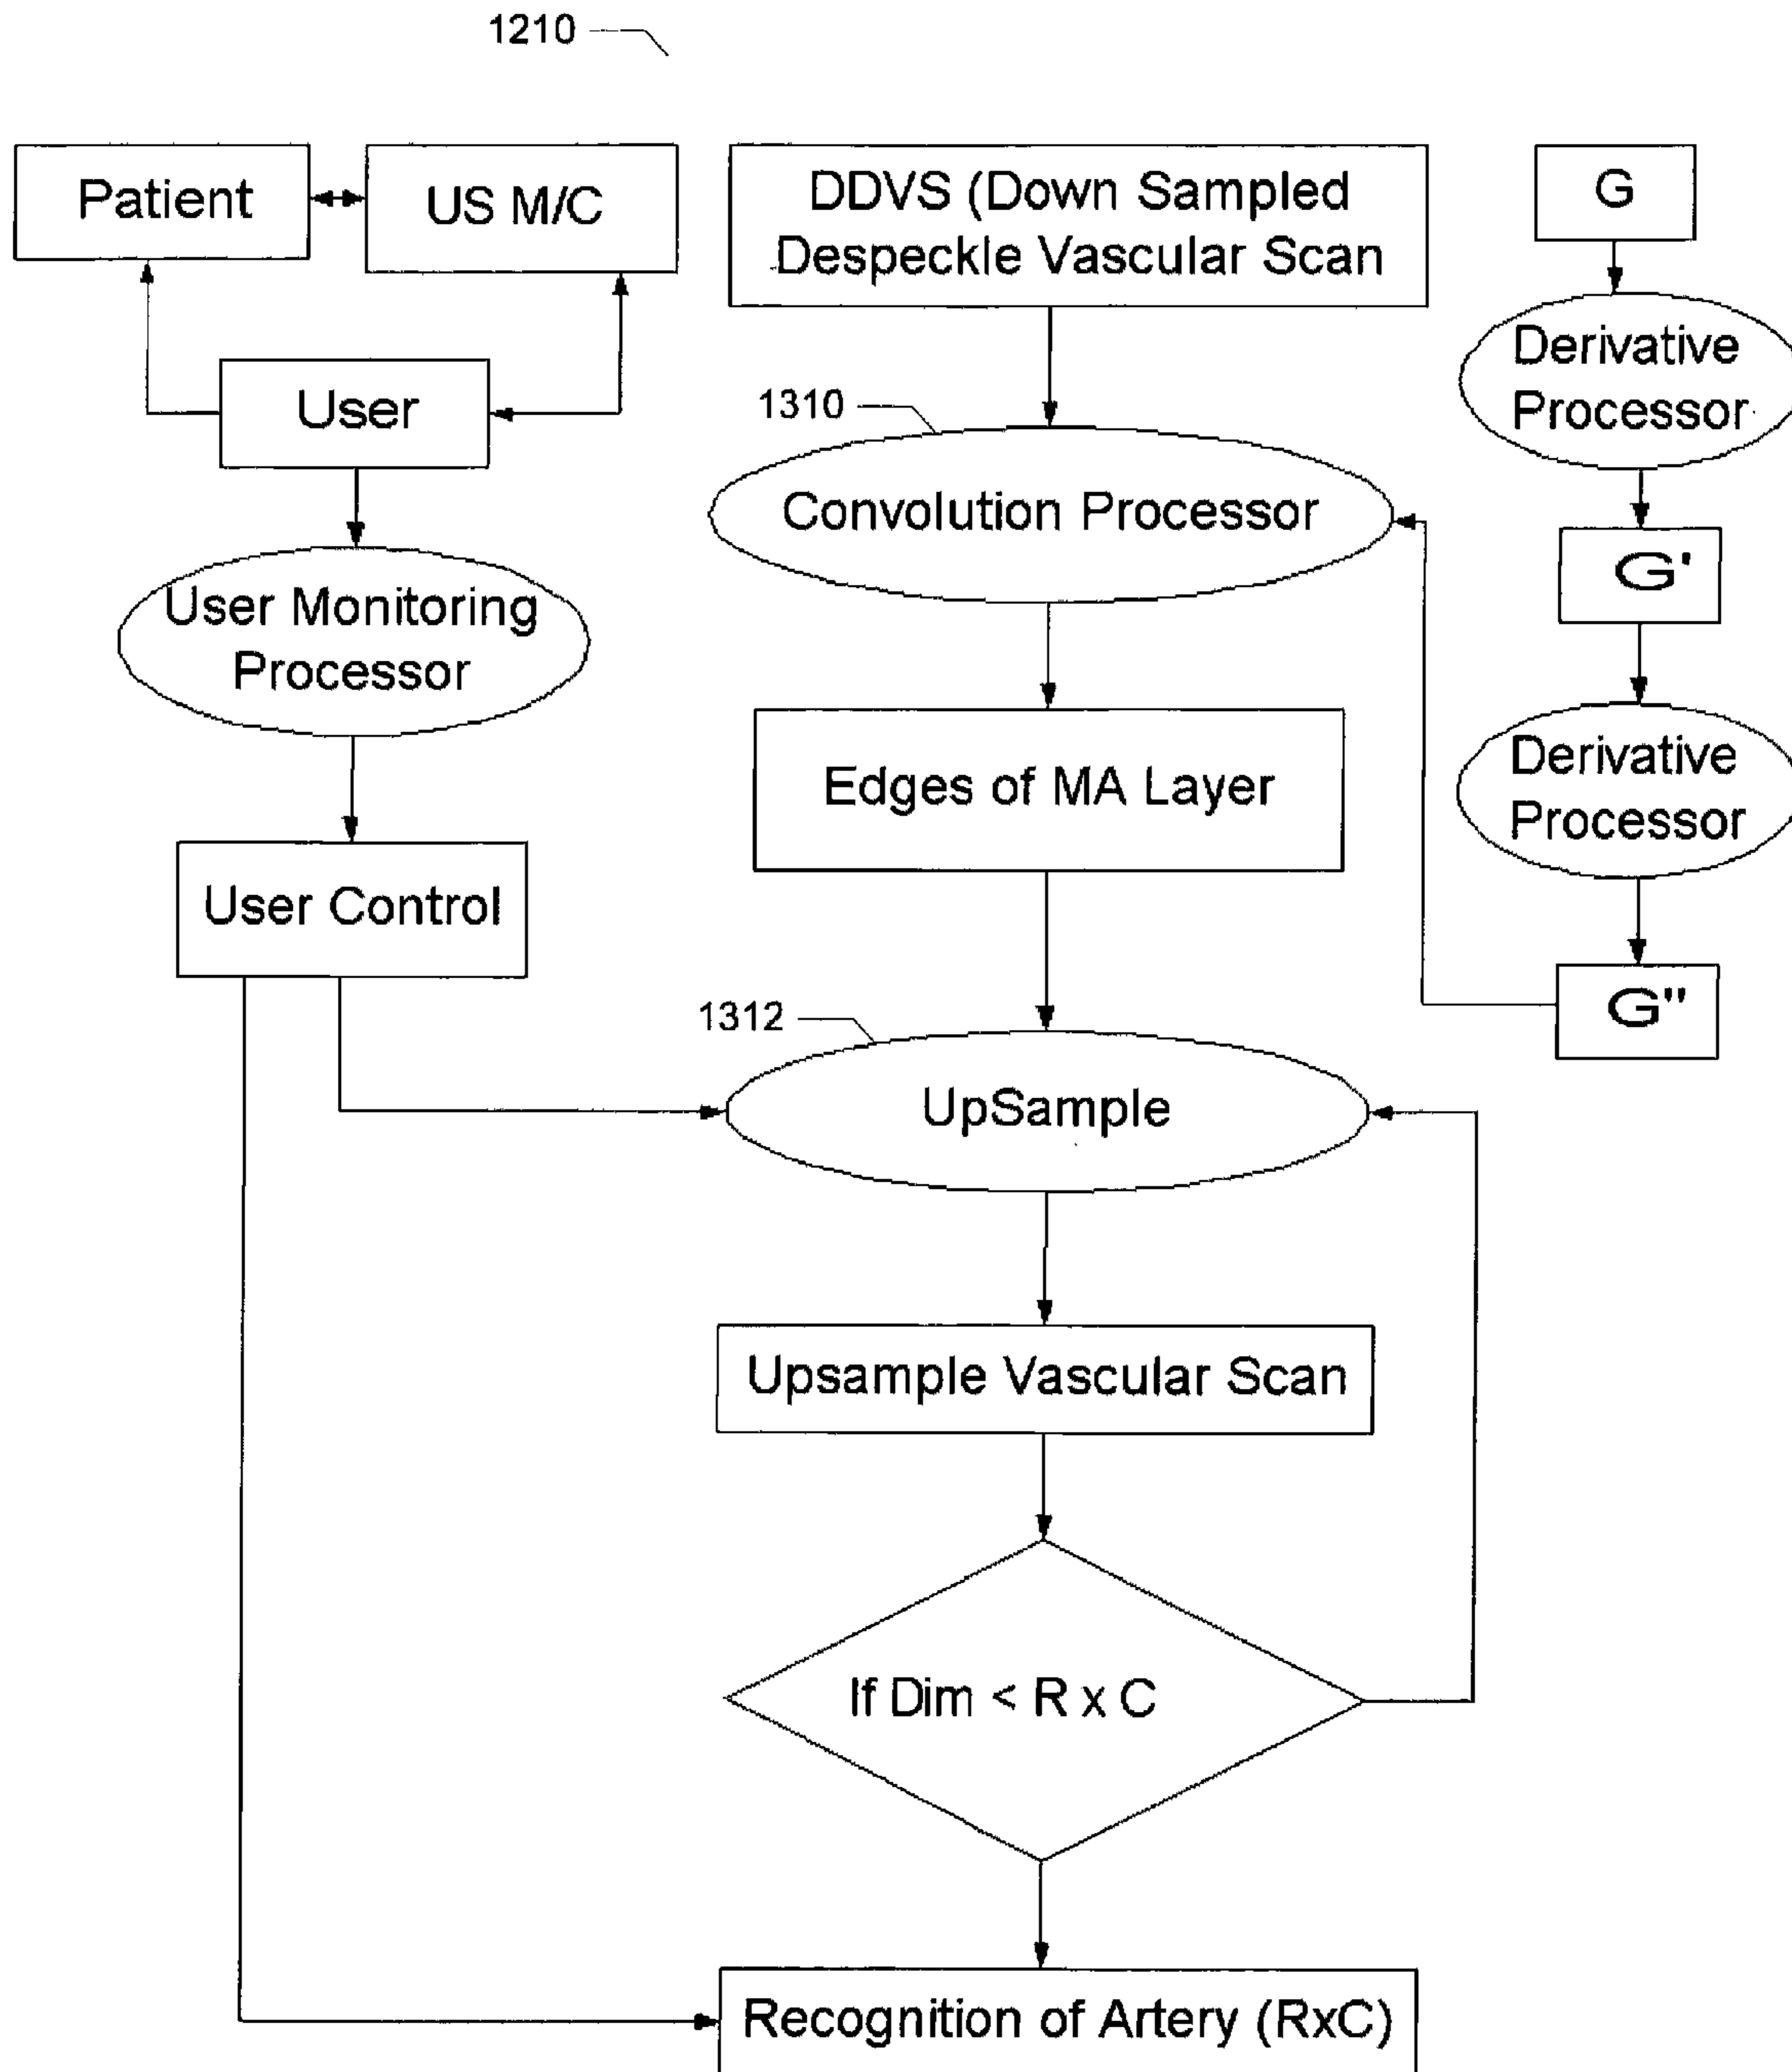 1210
Patient
US M/C
User
User Monitoring
Processor
User Control
DDVS (Down Sampled
Despeckle Vascular Scan
1310
Convolution Processor
Edges of MA Layer
1312
UpSample
Upsample Vascular Scan
If Dim < R x C
Recognition of Artery (RxC)
G
Derivative
Processor
G'
Derivative
Processor
G"